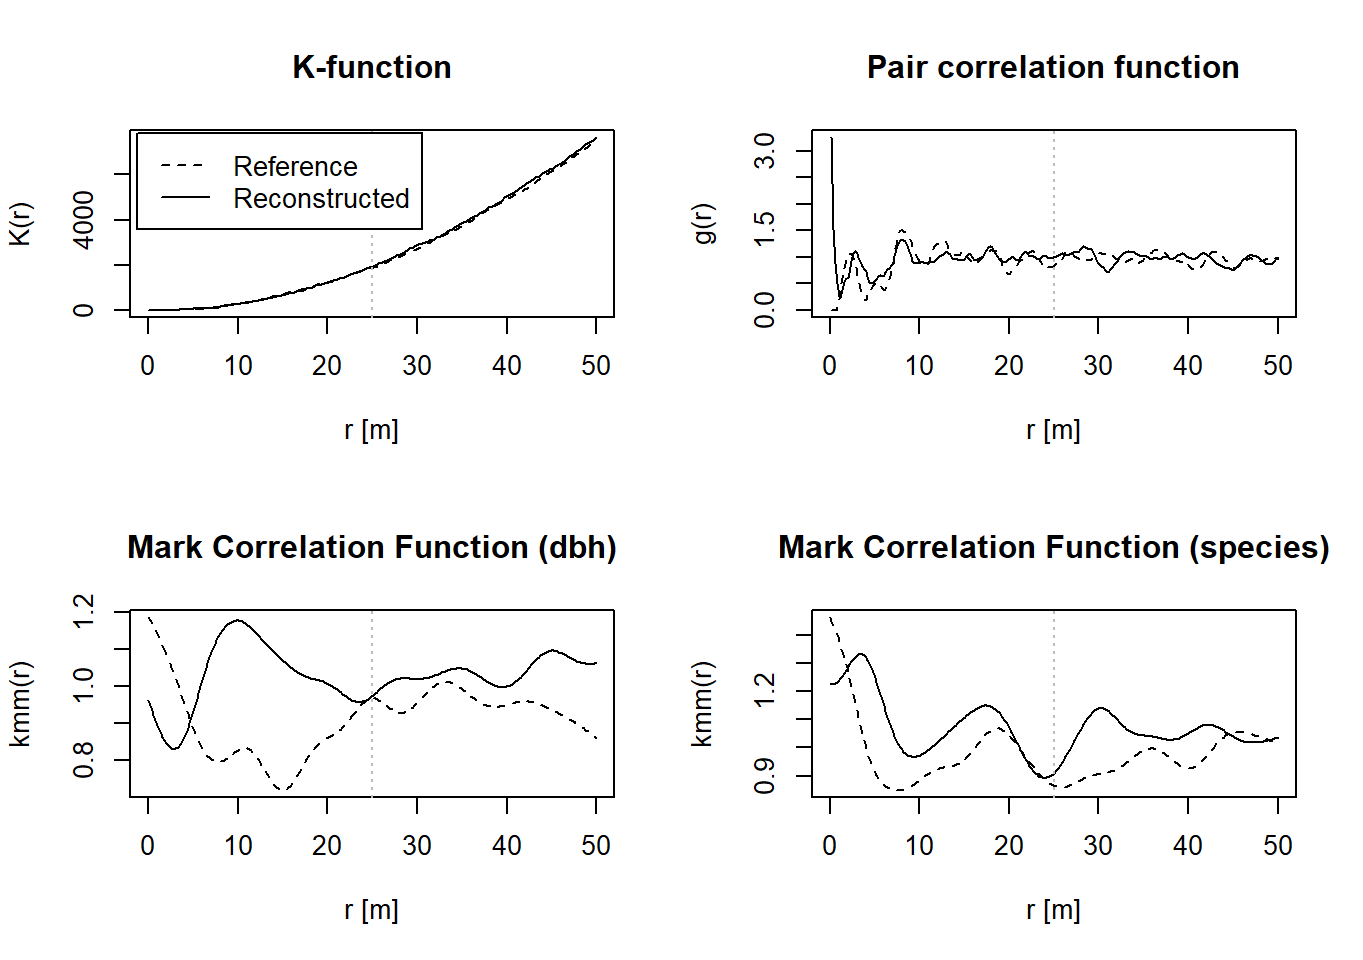 K-function
K(r)
0 4000
Reference
Reconstructed
0 10 20 30 40 50
r [m]
Pair correlation function
g(r)
0.0 1.5 3.0
0 10 20 30 40 50
r [m]
Mark Correlation Function (dbh)
kmm(r)
0.8 1.0 1.2
0 10 20 30 40 50
r [m]
Mark Correlation Function (species)
kmm(r)
0.9 1.2
0 10 20 30 40 50
r [m]